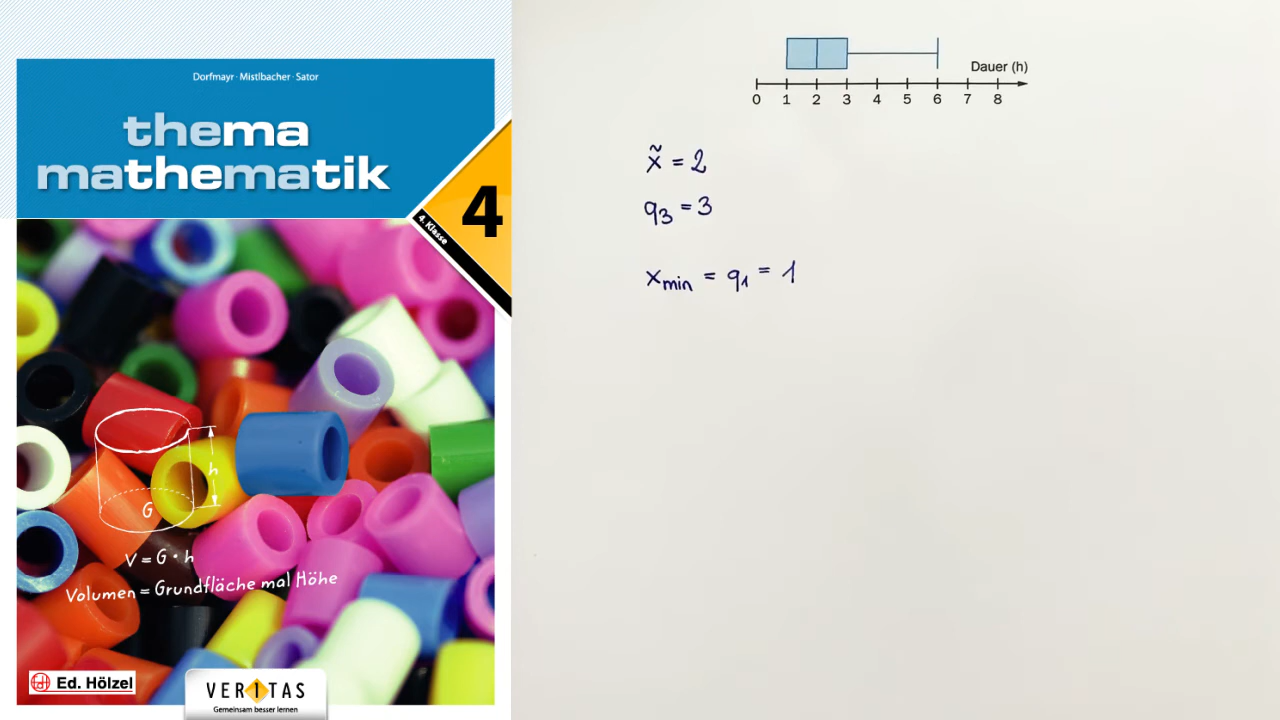 Dorfmayr · Mistlbacher · Sator
thema
mathematik
4
4. Klasse
h
G
V = G · h
Volumen = Grundfläche mal Höhe
Ed. Hölzel
VERITAS
Gemeinsam besser lernen
Dauer (h)
0 1 2 3 4 5 6 7 8
x̃ = 2
q₃ = 3
xₘᵢₙ = q₁ = 1